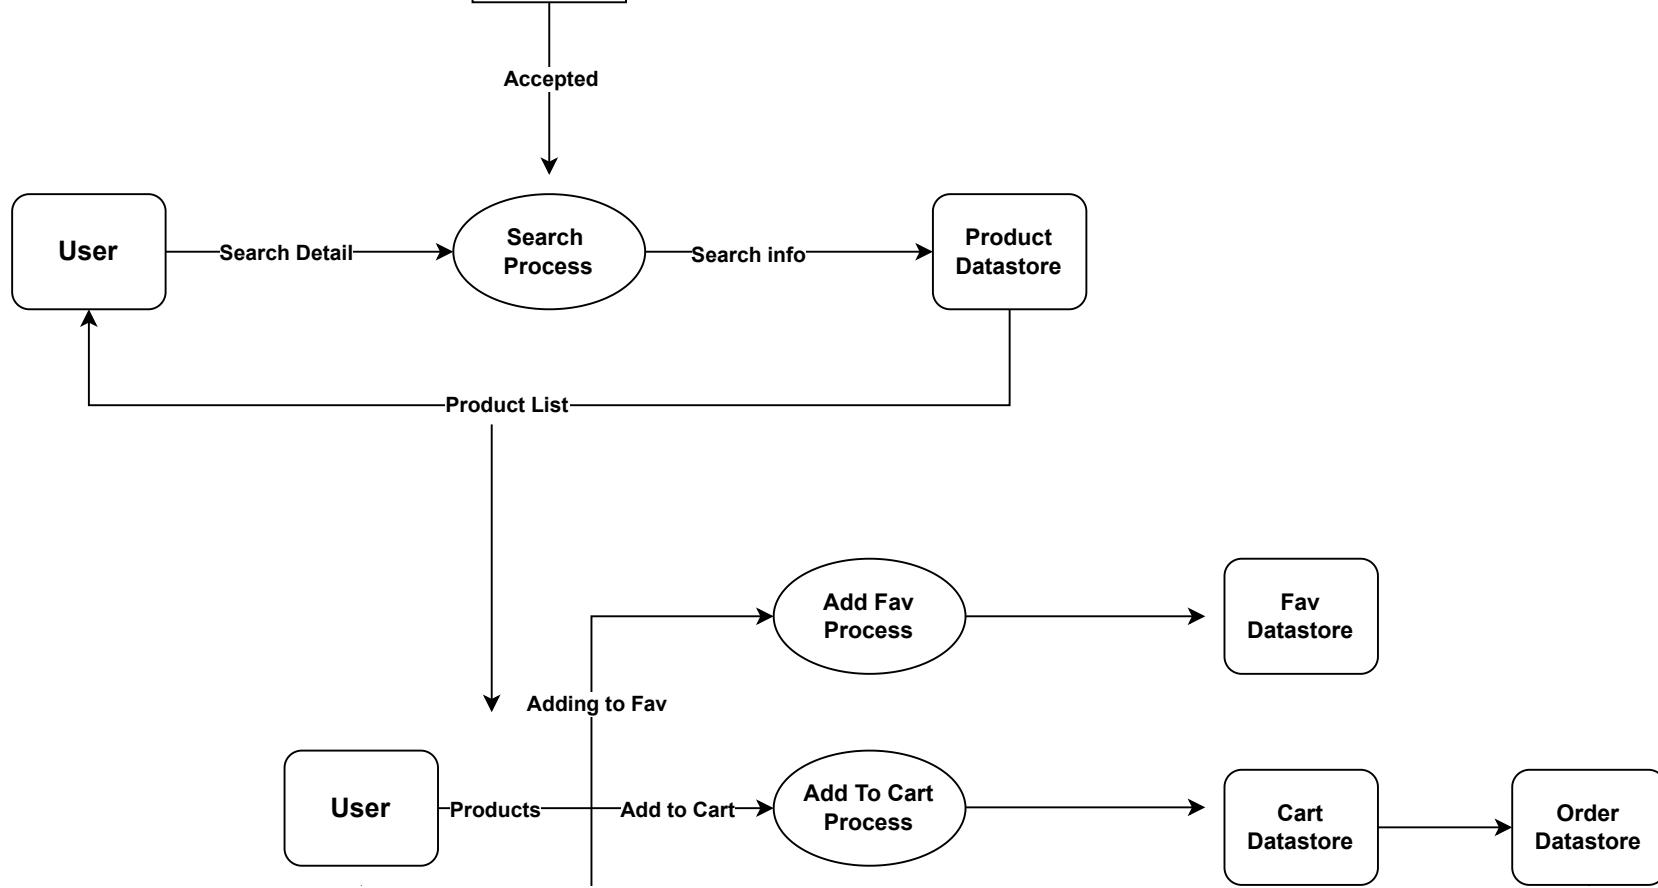 Accepted
User
Search Detail
Search
Process
Search info
Product
Datastore
Product List
Add Fav
Process
Fav
Datastore
Adding to Fav
User
Products
Add to Cart
Add To Cart
Process
Cart
Datastore
Order
Datastore